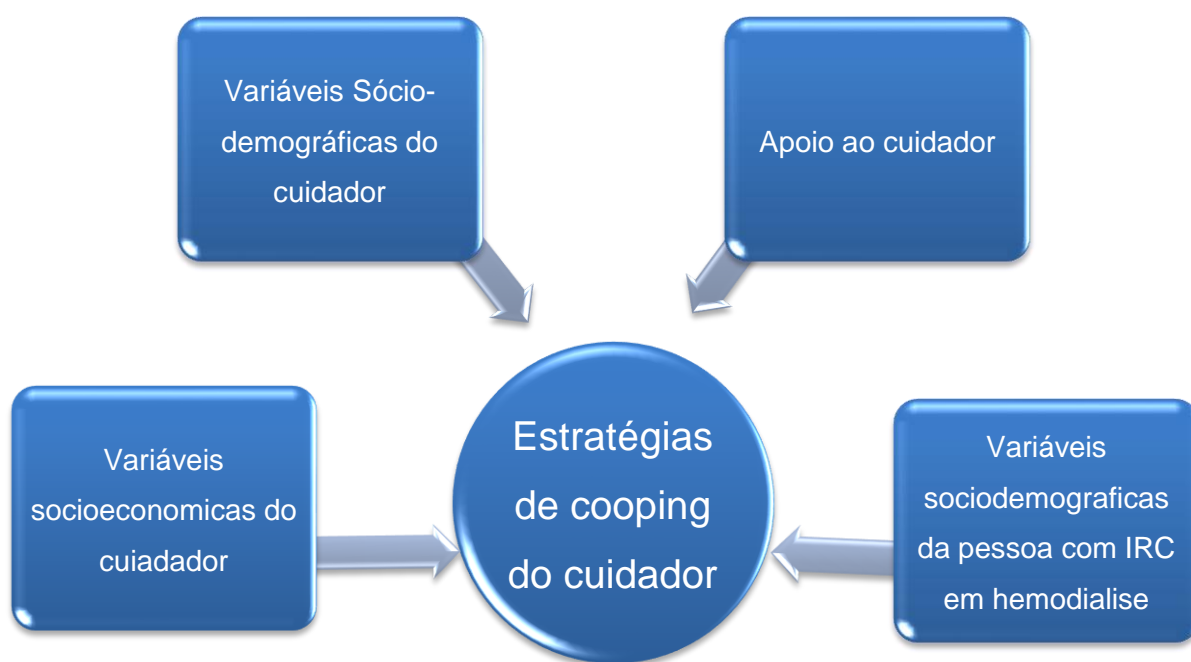 Variáveis Sócio-
demográficas do
cuidador
Apoio ao cuidador
Variáveis
socioeconomicas do
cuiadador
Estratégias
de cooping
do cuidador
Variáveis
sociodemograficas
da pessoa com IRC
em hemodialise